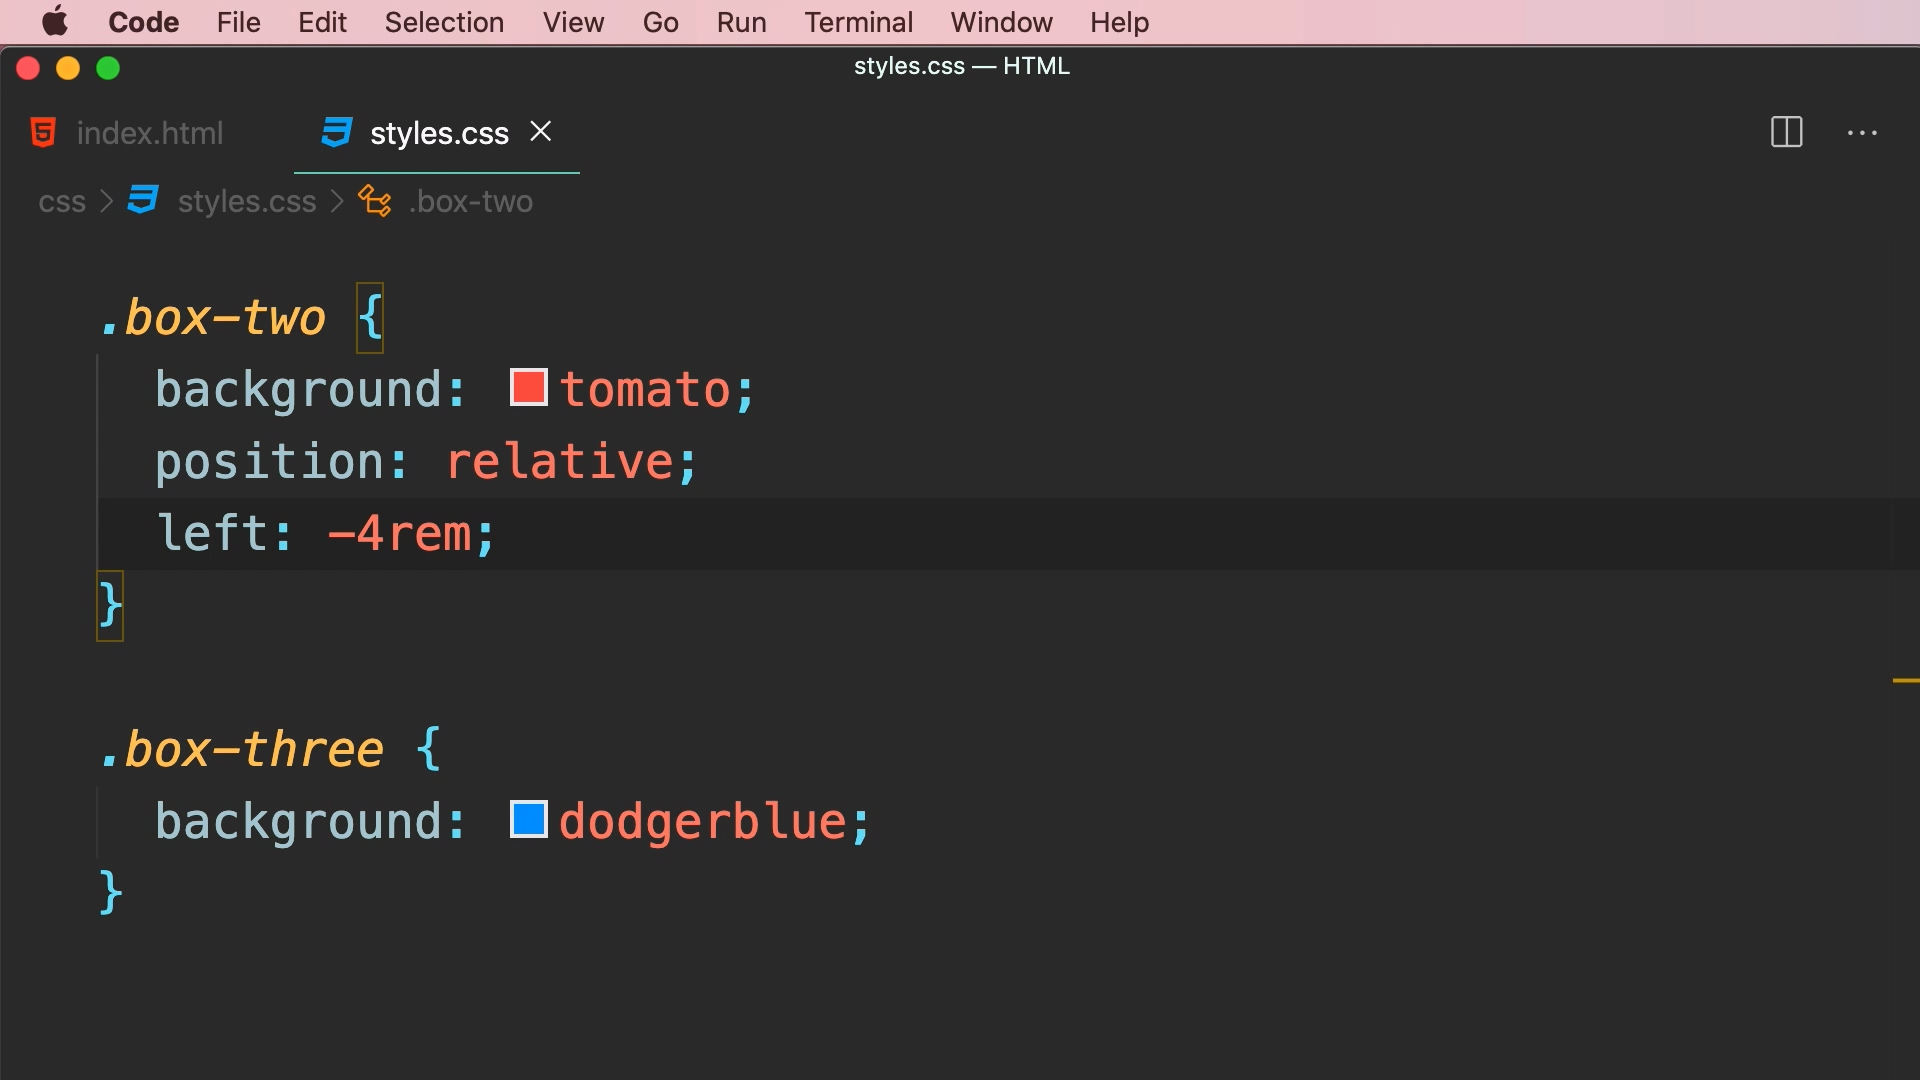 Code File Edit Selection View Go Run Terminal Window Help
styles.css — HTML
index.html styles.css
css > styles.css > .box-two
.box-two {
background: tomato;
position: relative;
left: -4rem;
}
.box-three {
background: dodgerblue;
}